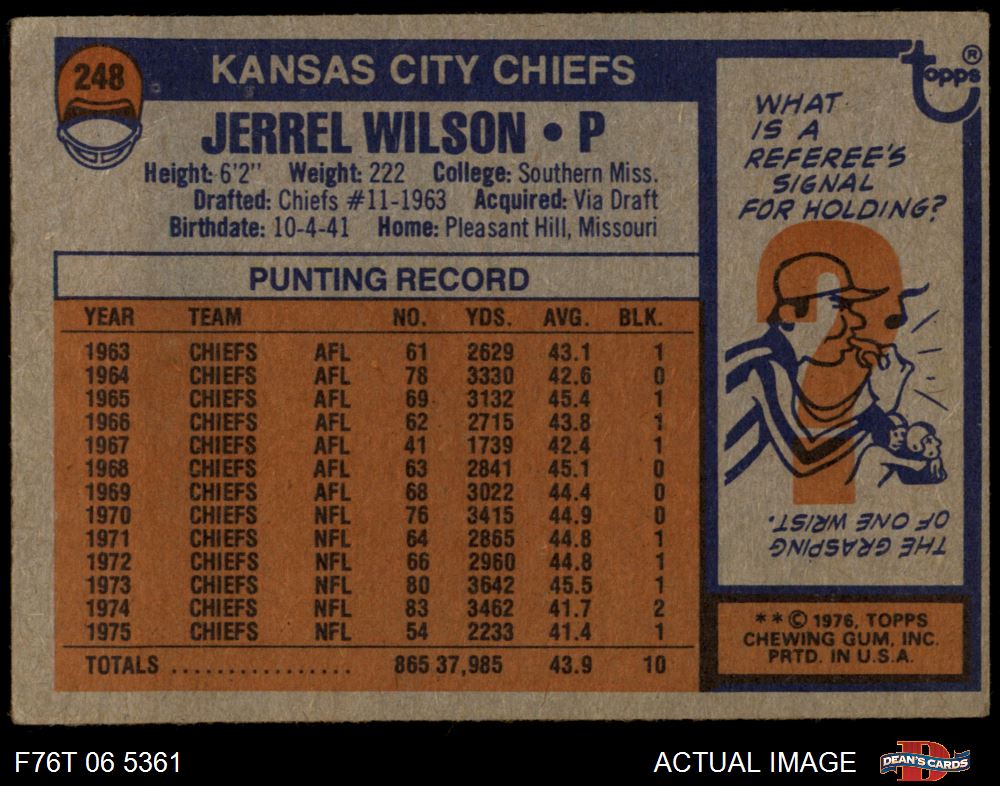 248
KANSAS CITY CHIEFS
JERREL WILSON • P
Height: 6'2" Weight: 222 College: Southern Miss.
Drafted: Chiefs #11-1963 Acquired: Via Draft
Birthdate: 10-4-41 Home: Pleasant Hill, Missouri
PUNTING RECORD
YEAR TEAM NO. YDS. AVG. BLK.
1963 CHIEFS AFL 61 2629 43.1 1
1964 CHIEFS AFL 78 3330 42.6 0
1965 CHIEFS AFL 69 3132 45.4 1
1966 CHIEFS AFL 62 2715 43.8 1
1967 CHIEFS AFL 41 1739 42.4 1
1968 CHIEFS AFL 63 2841 45.1 0
1969 CHIEFS AFL 68 3022 44.4 0
1970 CHIEFS NFL 76 3415 44.9 0
1971 CHIEFS NFL 64 2865 44.8 1
1972 CHIEFS NFL 66 2960 44.8 1
1973 CHIEFS NFL 80 3642 45.5 1
1974 CHIEFS NFL 83 3462 41.7 2
1975 CHIEFS NFL 54 2233 41.4 1
TOTALS ................. 865 37,985 43.9 10
topps ®
WHAT
IS A
REFEREE'S
SIGNAL
FOR HOLDING?
?
THE GRASPING
OF ONE WRIST.
**© 1976, TOPPS
CHEWING GUM, INC.
PRTD. IN U.S.A.
F76T 06 5361
ACTUAL IMAGE
D
DEAN'S CARDS